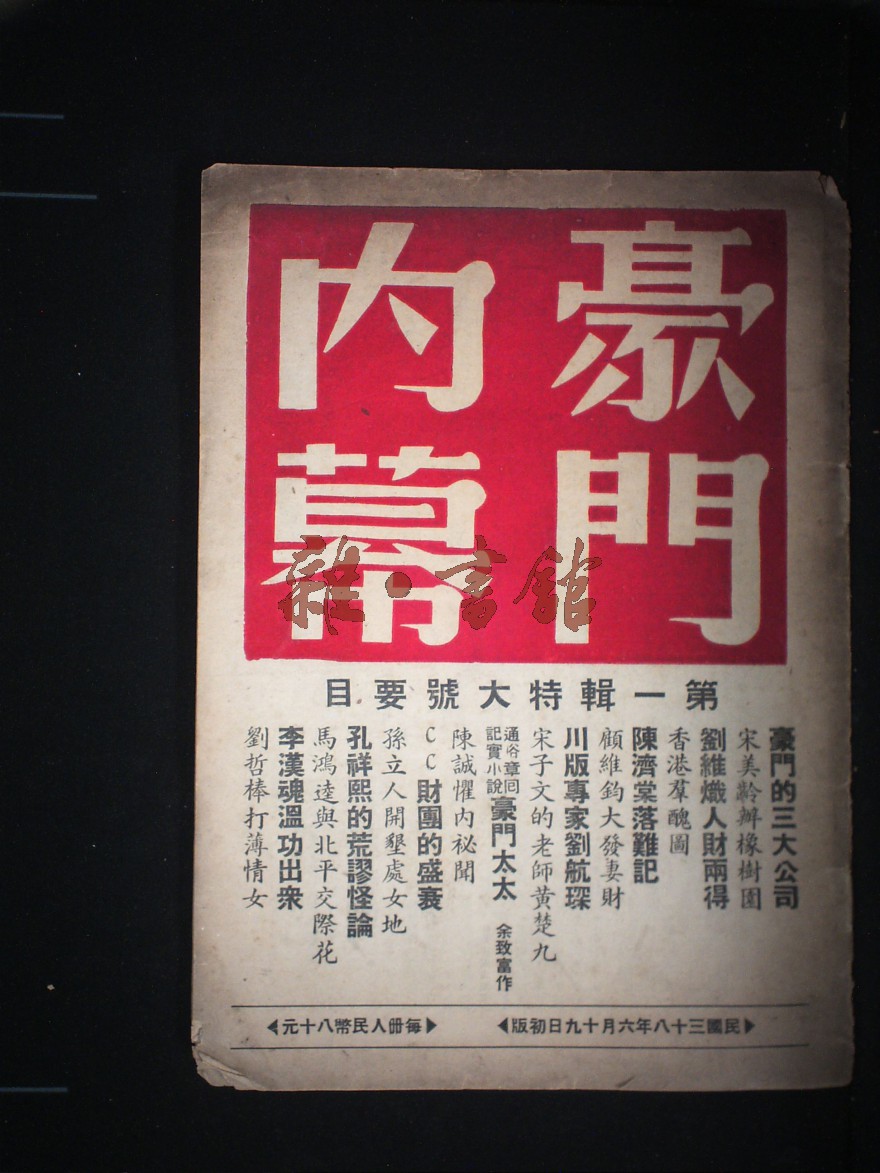 豪門
內幕
雜·書館
第一輯特大號要目
豪門的三大公司
宋美齡辦橡樹園
劉維熾人財兩得
香港羣醜圖
陳濟棠落難記
顧維鈞大發妻財
川版專家劉航琛
宋子文的老師黃楚九
通俗章囘記實小說 豪門太太 余致富作
陳誠懼內祕聞
CC財團的盛衰
孫立人開墾處女地
孔祥熙的荒謬怪論
馬鴻逵與北平交際花
李漢魂溫功出衆
劉哲棒打薄情女
民國三十八年六月十九日初版
每册人民幣八十元